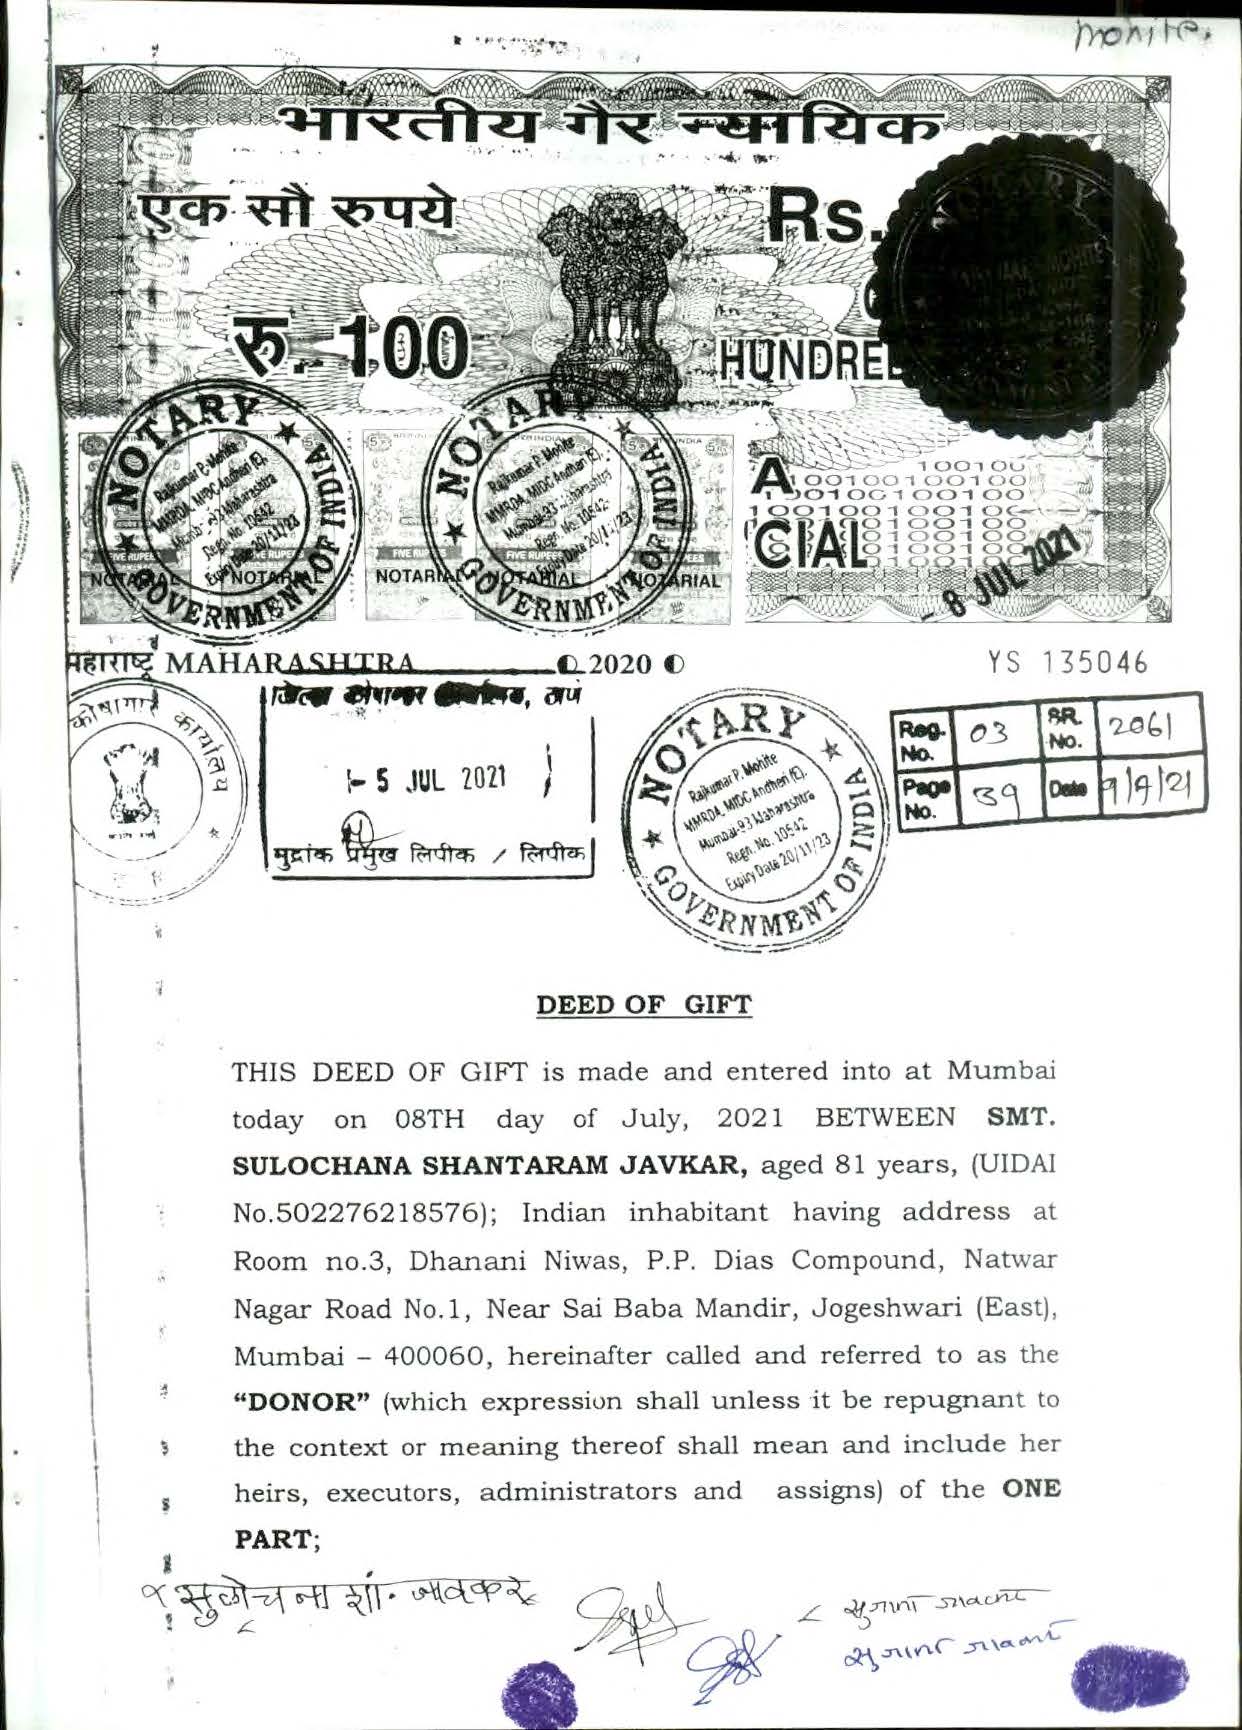 mohite.
भारतीय गैर न्यायिक
एक सौ रुपये
Rs.
रु. 100
HUNDRE
NOTARY
Rajkumar P. Mohite
MMRDA, MIDC Andheri (E).
Mumbai-93 Maharashtra
Regn. No. 10542
Expiry Date 20/11/23
GOVERNMENT OF INDIA
FIVE RUPEES
NOTARIAL
NOTARY
Rajkumar P. Mohite
MMRDA, MIDC Andheri (E).
Mumbai-93 Maharashtra
Regn. No. 10542
Expiry Date 20/11/23
GOVERNMENT OF INDIA
FIVE RUPEES
NOTARIAL NOTARIAL NOTARIAL
A
CIAL
- 8 JUL 2021
महाराष्ट्र MAHARASHTRA
2020
YS 135046
कोषागार कार्यालय
- 5 JUL 2021
मुद्रांक प्रमुख लिपीक / लिपीक
NOTARY
Rajkumar P. Mohite
MMRDA, MIDC Andheri (E).
Mumbai-93 Maharashtra
Regn. No. 10542
Expiry Date 20/11/23
GOVERNMENT OF INDIA
Reg. No. 03 SR. No. 2061
Page No. 39 Date 9/9/21
DEED OF GIFT
THIS DEED OF GIFT is made and entered into at Mumbai
today on 08TH day of July, 2021 BETWEEN SMT.
SULOCHANA SHANTARAM JAVKAR, aged 81 years, (UIDAI
No.502276218576); Indian inhabitant having address at
Room no.3, Dhanani Niwas, P.P. Dias Compound, Natwar
Nagar Road No.1, Near Sai Baba Mandir, Jogeshwari (East),
Mumbai – 400060, hereinafter called and referred to as the
“DONOR” (which expression shall unless it be repugnant to
the context or meaning thereof shall mean and include her
heirs, executors, administrators and assigns) of the ONE
PART;
सुलोचना शां. जावकर